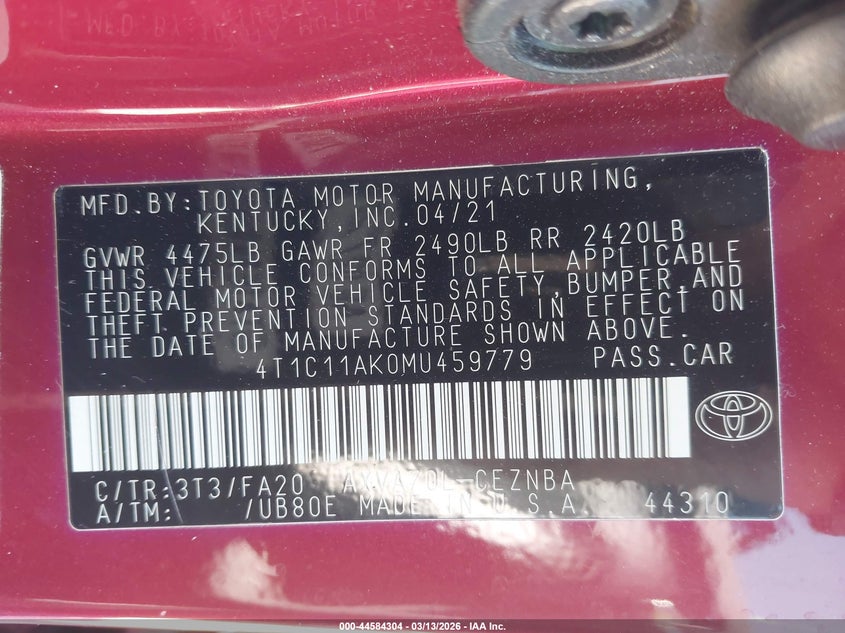 MFD.BY:TOYOTA MOTOR MANUFACTURING,
KENTUCKY,INC.04/21
GVWR 4475LB GAWR FR 2490LB RR 2420LB
THIS VEHICLE CONFORMS TO ALL APPLICABLE
FEDERAL MOTOR VEHICLE SAFETY,BUMPER,AND
THEFT PREVENTION STANDARDS IN EFFECT ON
THE DATE OF MANUFACTURE SHOWN ABOVE.
4T1C11AK0MU459779 PASS.CAR
C/TR:3T3/FA20 AXVA70L-CEZNBA
A/TM: /UB80E MADE IN U.S.A. 44310
000-44584304 | 03/13/2026 - IAA Inc.